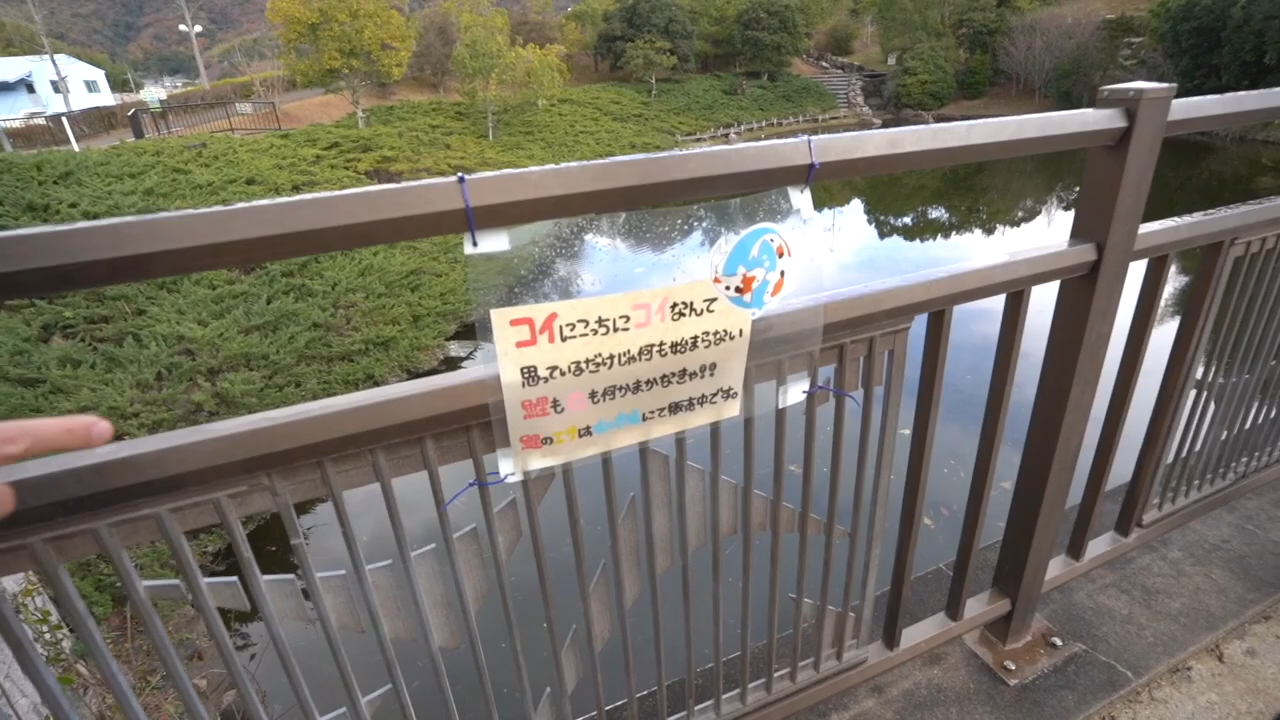 コイにこっちにコイなんて
思っているだけじゃ何も始まらない
鯉も恋も何かまかなきゃ!!
鯉のエサは にて販売中です。